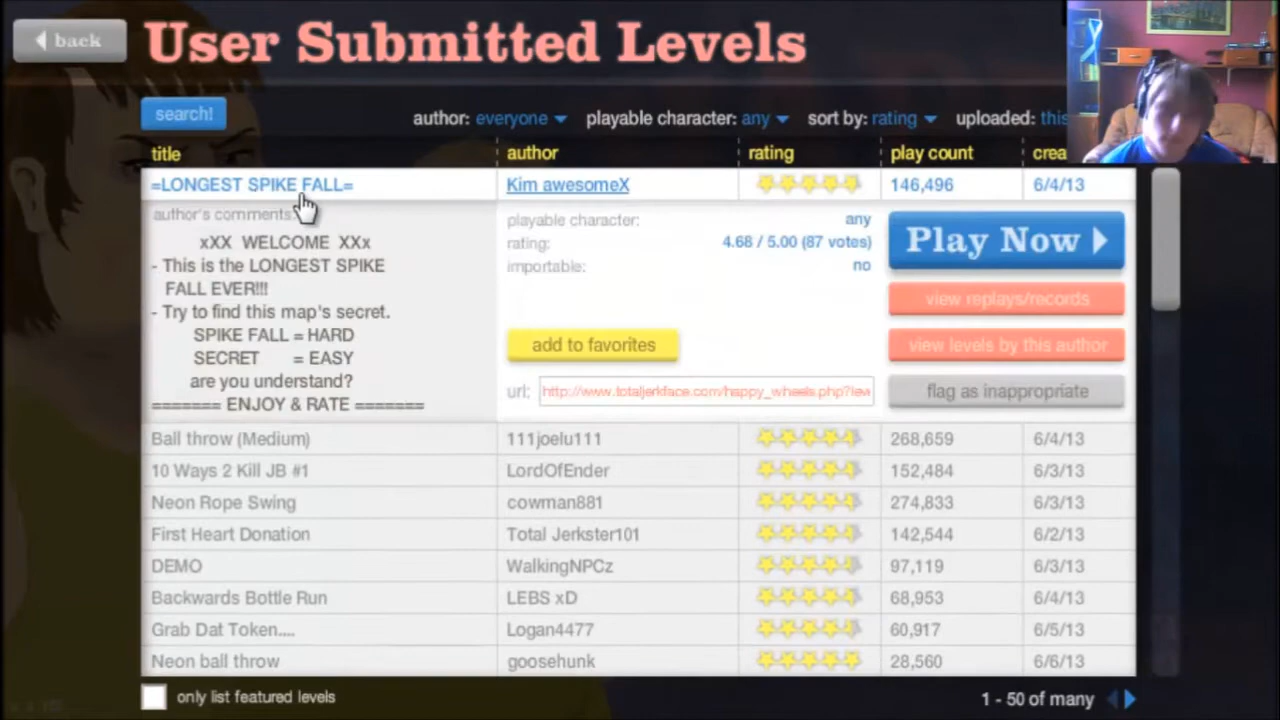 back
User Submitted Levels
search!
author: everyone playable character: any sort by: rating uploaded: this
title author rating play count crea
=LONGEST SPIKE FALL= Kim awesomeX 146,496 6/4/13
author's comments:
xXX WELCOME XXx
- This is the LONGEST SPIKE
FALL EVER!!!
- Try to find this map's secret.
SPIKE FALL = HARD
SECRET = EASY
are you understand?
======= ENJOY & RATE =======
playable character: any
rating: 4.68 / 5.00 (87 votes)
importable: no
add to favorites
url: http://www.totaljerkface.com/happy_wheels.php?lev
Play Now
view replays/records
view levels by this author
flag as inappropriate
Ball throw (Medium) 111joelu111 268,659 6/4/13
10 Ways 2 Kill JB #1 LordOfEnder 152,484 6/3/13
Neon Rope Swing cowman881 274,833 6/3/13
First Heart Donation Total Jerkster101 142,544 6/2/13
DEMO WalkingNPCz 97,119 6/3/13
Backwards Bottle Run LEBS xD 68,953 6/4/13
Grab Dat Token.... Logan4477 60,917 6/5/13
Neon ball throw goosehunk 28,560 6/6/13
only list featured levels 1 - 50 of many